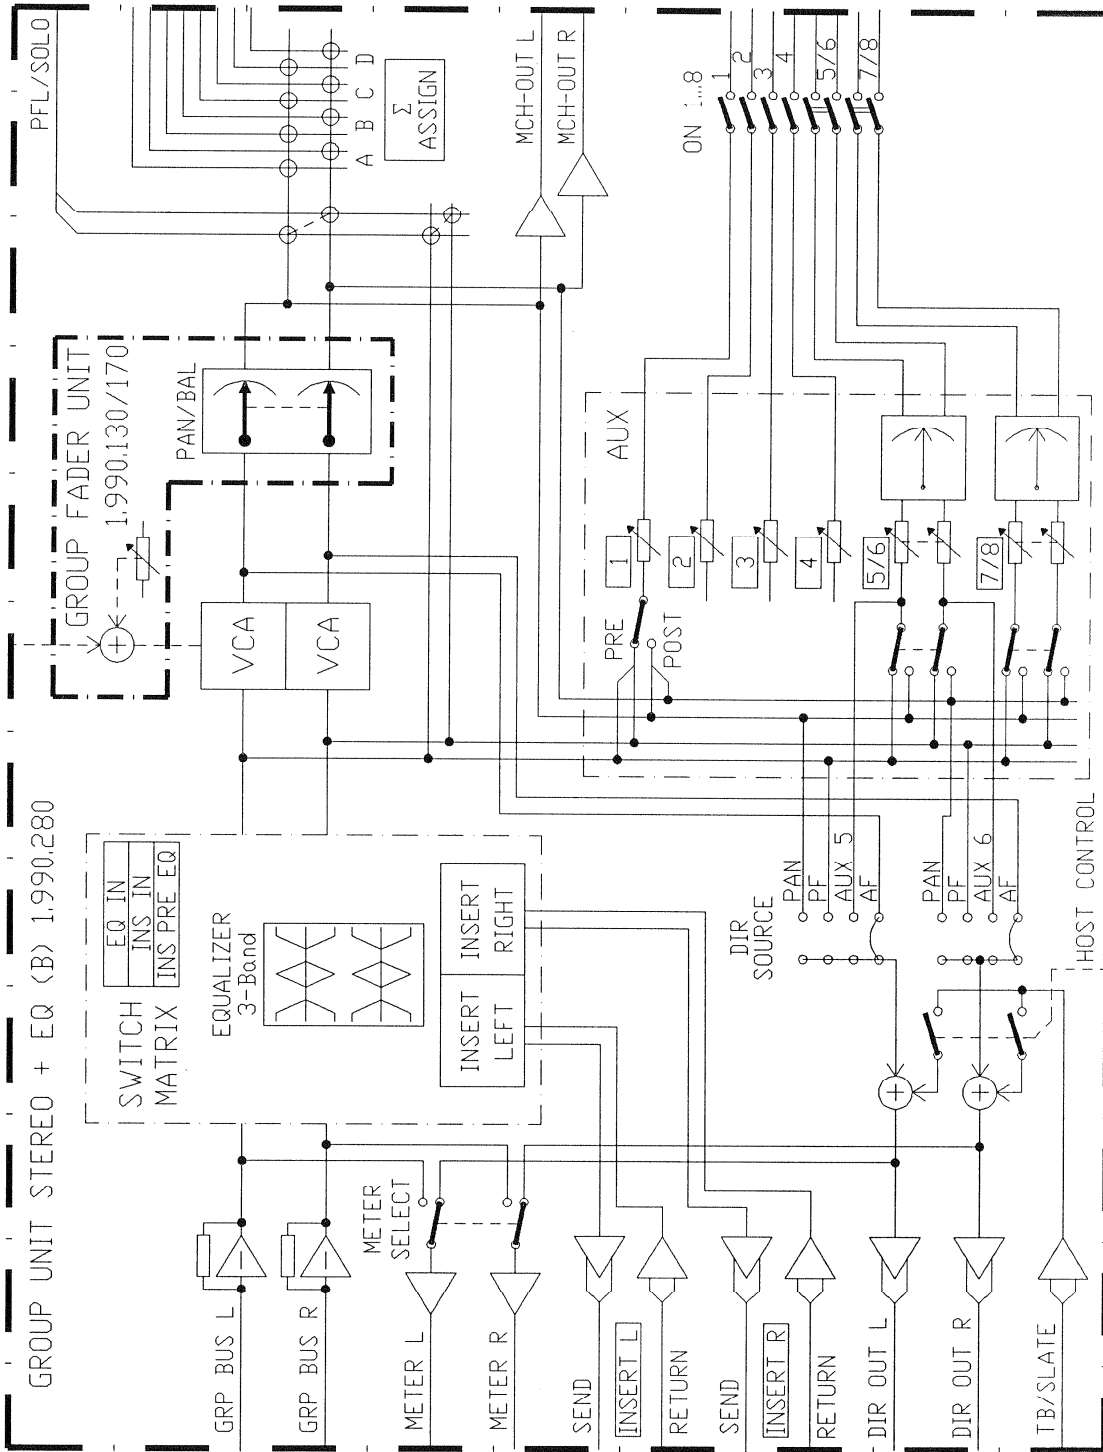 GROUP UNIT STEREO + EQ (B) 1.990.280
GRP BUS L
GRP BUS R
METER L
METER R
METER
SELECT
SEND
INSERT L
RETURN
SEND
INSERT R
RETURN
DIR OUT L
DIR OUT R
TB/SLATE
SWITCH
MATRIX
EQ IN
INS IN
INS PRE EQ
EQUALIZER
3-Band
INSERT
LEFT
INSERT
RIGHT
DIR
SOURCE
PAN
PF
AUX 5
AF
PAN
PF
AUX 6
AF
HOST CONTROL
GROUP FADER UNIT
1.990.130/170
VCA
VCA
PAN/BAL
AUX
PRE
POST
1
2
3
4
5/6
7/8
PFL/SOLO
A B C D
Σ
ASSIGN
MCH-OUT L
MCH-OUT R
ON 1...8
1
2
3
4
5/6
7/8